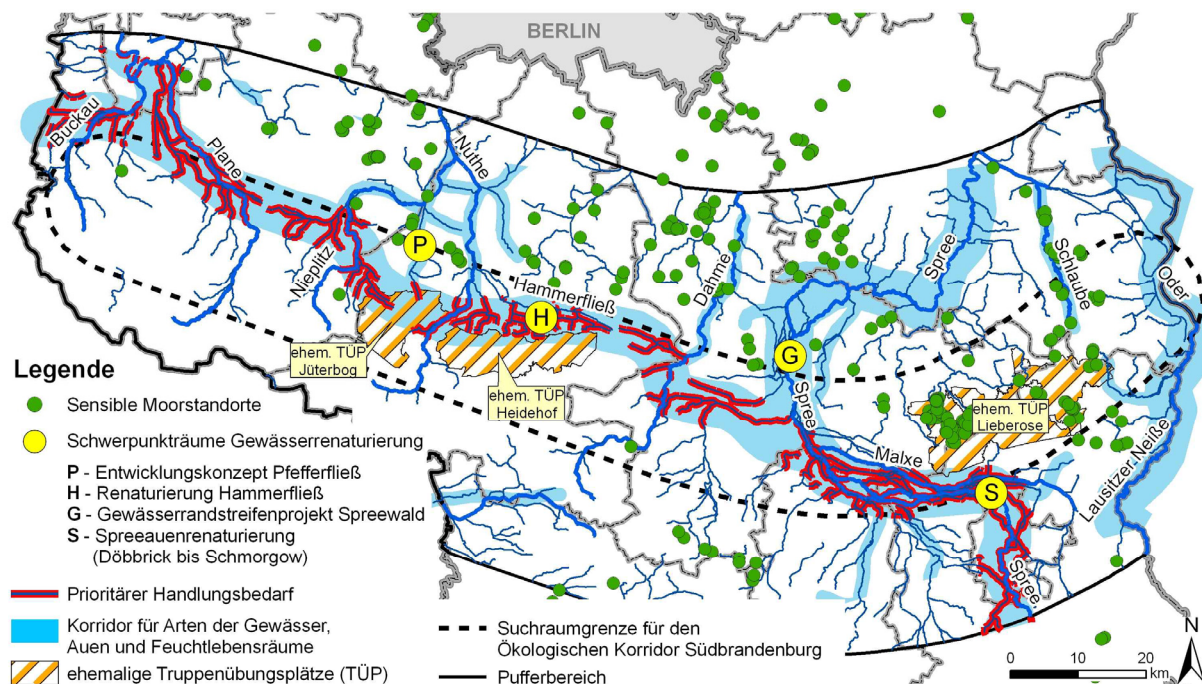 BERLIN
Buckau
Plane
Nuthe
Nieplitz
P
Hammerfließ
H
Dahme
G
Spree
Spree
Schlaube
Oder
ehem. TÜP
Jüterbog
ehem. TÜP
Heidehof
ehem. TÜP
Lieberose
Malxe
S
Spree
Lausitzer Neiße
Legende
Sensible Moorstandorte
Schwerpunkträume Gewässerrenaturierung
P - Entwicklungskonzept Pfefferfließ
H - Renaturierung Hammerfließ
G - Gewässerrandstreifenprojekt Spreewald
S - Spreeauenrenaturierung
(Döbbrick bis Schmorgow)
Prioritärer Handlungsbedarf
Korridor für Arten der Gewässer,
Auen und Feuchtlebensräume
ehemalige Truppenübungsplätze (TÜP)
Suchraumgrenze für den
Ökologischen Korridor Südbrandenburg
Pufferbereich
0 10 20
km
N